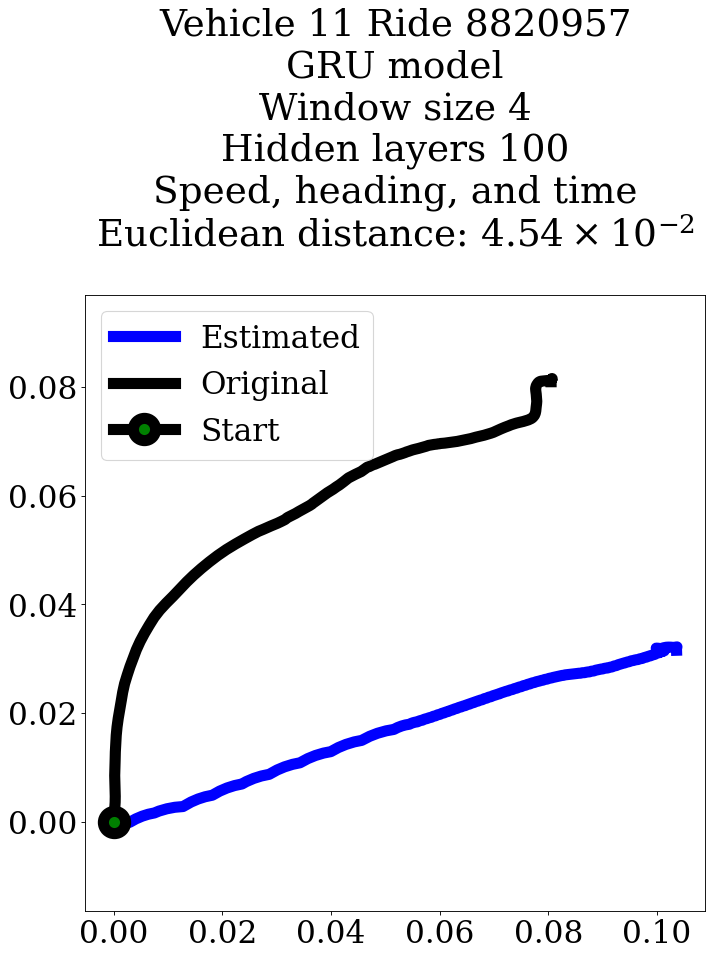 Vehicle 11 Ride 8820957
GRU model
Window size 4
Hidden layers 100
Speed, heading, and time
Euclidean distance: 4.54 × 10⁻²
Estimated
Original
Start
0.08
0.06
0.04
0.02
0.00
0.00 0.02 0.04 0.06 0.08 0.10